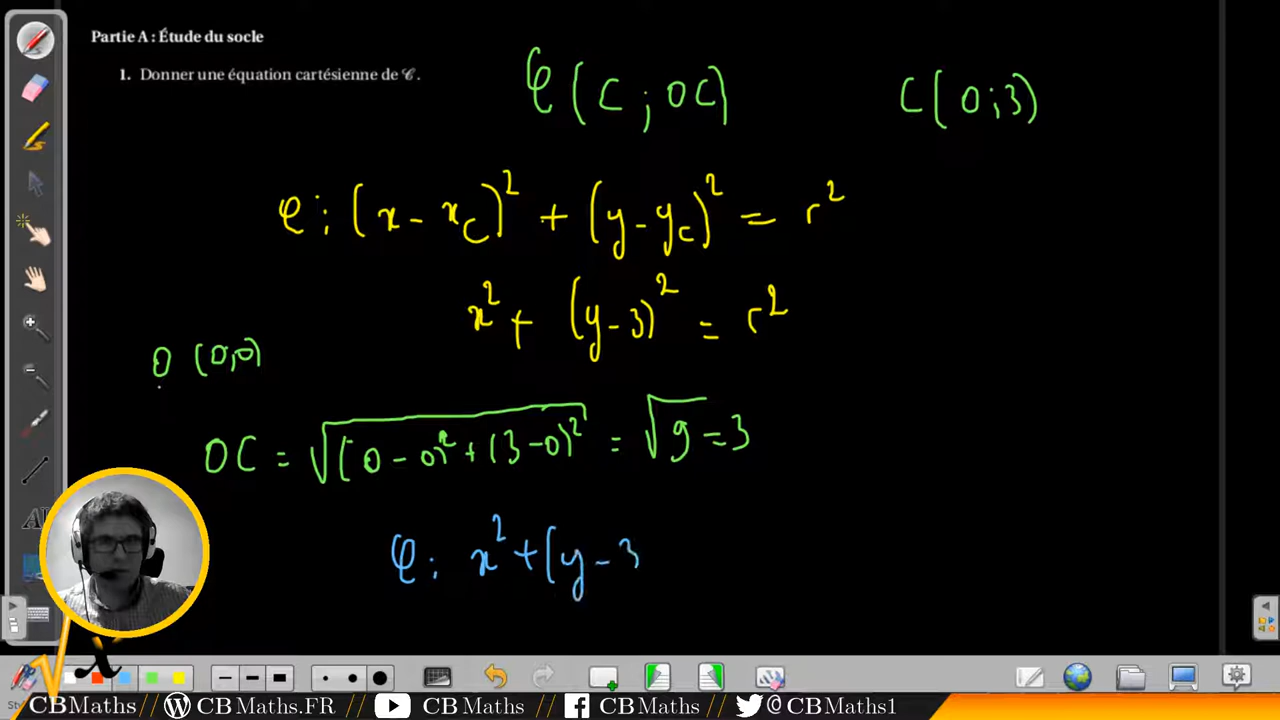 Partie A : Étude du socle
1. Donner une équation cartésienne de 𝒞.
𝒞(C ; OC) C(0 ; 3)
𝒞 : (x - x_C)² + (y - y_C)² = r²
x² + (y - 3)² = r²
O (0,0)
OC = √((0 - 0)² + (3 - 0)²) = √9 = 3
𝒞 : x² + (y - 3
CBMaths CBMaths.FR CBMaths CBMaths @CBMaths1